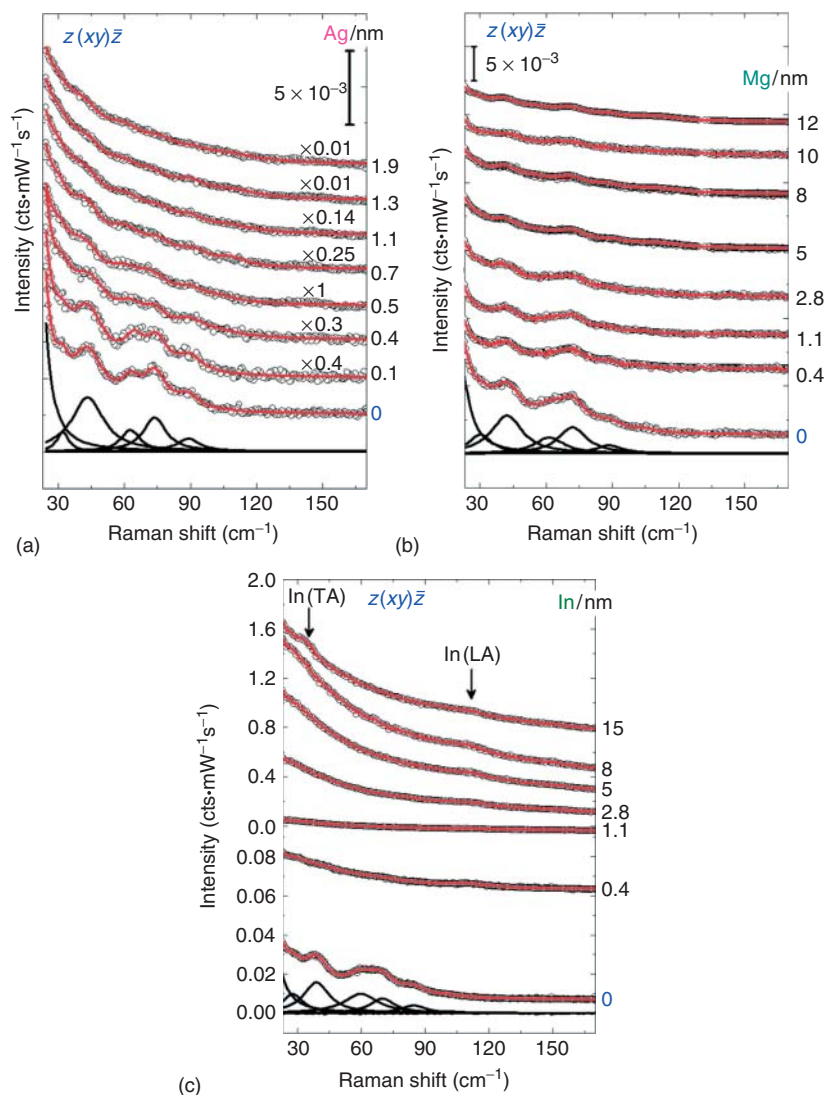 z(xy)z̄
Ag/nm
5 × 10⁻³
×0.01
1.9
×0.01
1.3
×0.14
1.1
×0.25
0.7
×1
0.5
×0.3
0.4
×0.4
0.1
0
Intensity (cts•mW⁻¹s⁻¹)
30 60 90 120 150
Raman shift (cm⁻¹)
(a)
z(xy)z̄
5 × 10⁻³
Mg/nm
12
10
8
5
2.8
1.1
0.4
0
Intensity (cts•mW⁻¹s⁻¹)
30 60 90 120 150
Raman shift (cm⁻¹)
(b)
In(TA)
z(xy)z̄
In/nm
In(LA)
2.0
1.6
1.2
0.8
0.4
0.0
0.08
0.06
0.04
0.02
0.00
15
8
5
2.8
1.1
0.4
0
Intensity (cts•mW⁻¹s⁻¹)
30 60 90 120 150
Raman shift (cm⁻¹)
(c)